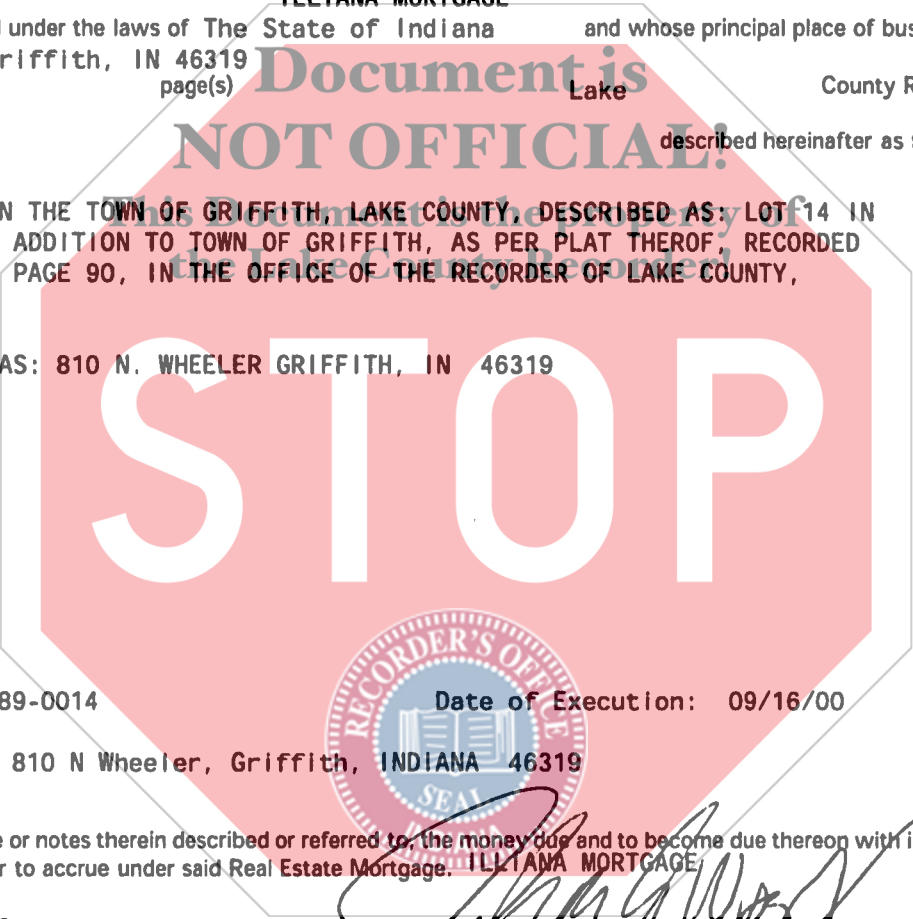 ILLIANA MORTGAGE
under the laws of The State of Indiana and whose principal place of bus
riffith, IN 46319
Document is
page(s) Lake County R
NOT OFFICIAL!
described hereinafter as
This Document is the property of
N THE TOWN OF GRIFFITH, LAKE COUNTY, DESCRIBED AS: LOT 14 IN
ADDITION TO TOWN OF GRIFFITH, AS PER PLAT THEROF, RECORDED
the Lake County Recorder!
PAGE 90, IN THE OFFICE OF THE RECORDER OF LAKE COUNTY,
AS: 810 N. WHEELER GRIFFITH, IN 46319
STOP
RECORDER'S OFFICE
89-0014 Date of Execution: 09/16/00
810 N Wheeler, Griffith, INDIANA 46319
SEAL
INDIANA
e or notes therein described or referred to, the money due and to become due thereon with i
r to accrue under said Real Estate Mortgage. ILLIANA MORTGAGE